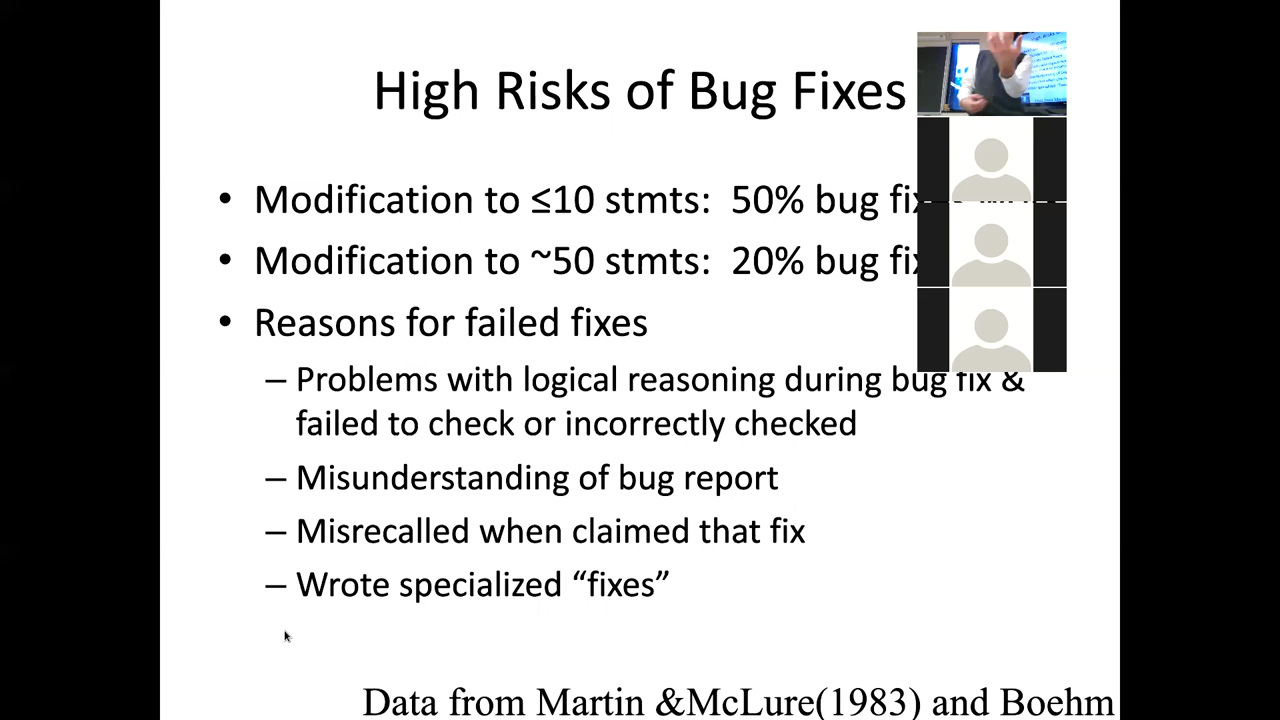 High Risks of Bug Fixes
• Modification to ≤10 stmts: 50% bug
• Modification to ~50 stmts: 20% bug
• Reasons for failed fixes
– Problems with logical reasoning during bug fix &
failed to check or incorrectly checked
– Misunderstanding of bug report
– Misrecalled when claimed that fix
– Wrote specialized “fixes”
Data from Martin &McLure(1983) and Boehm